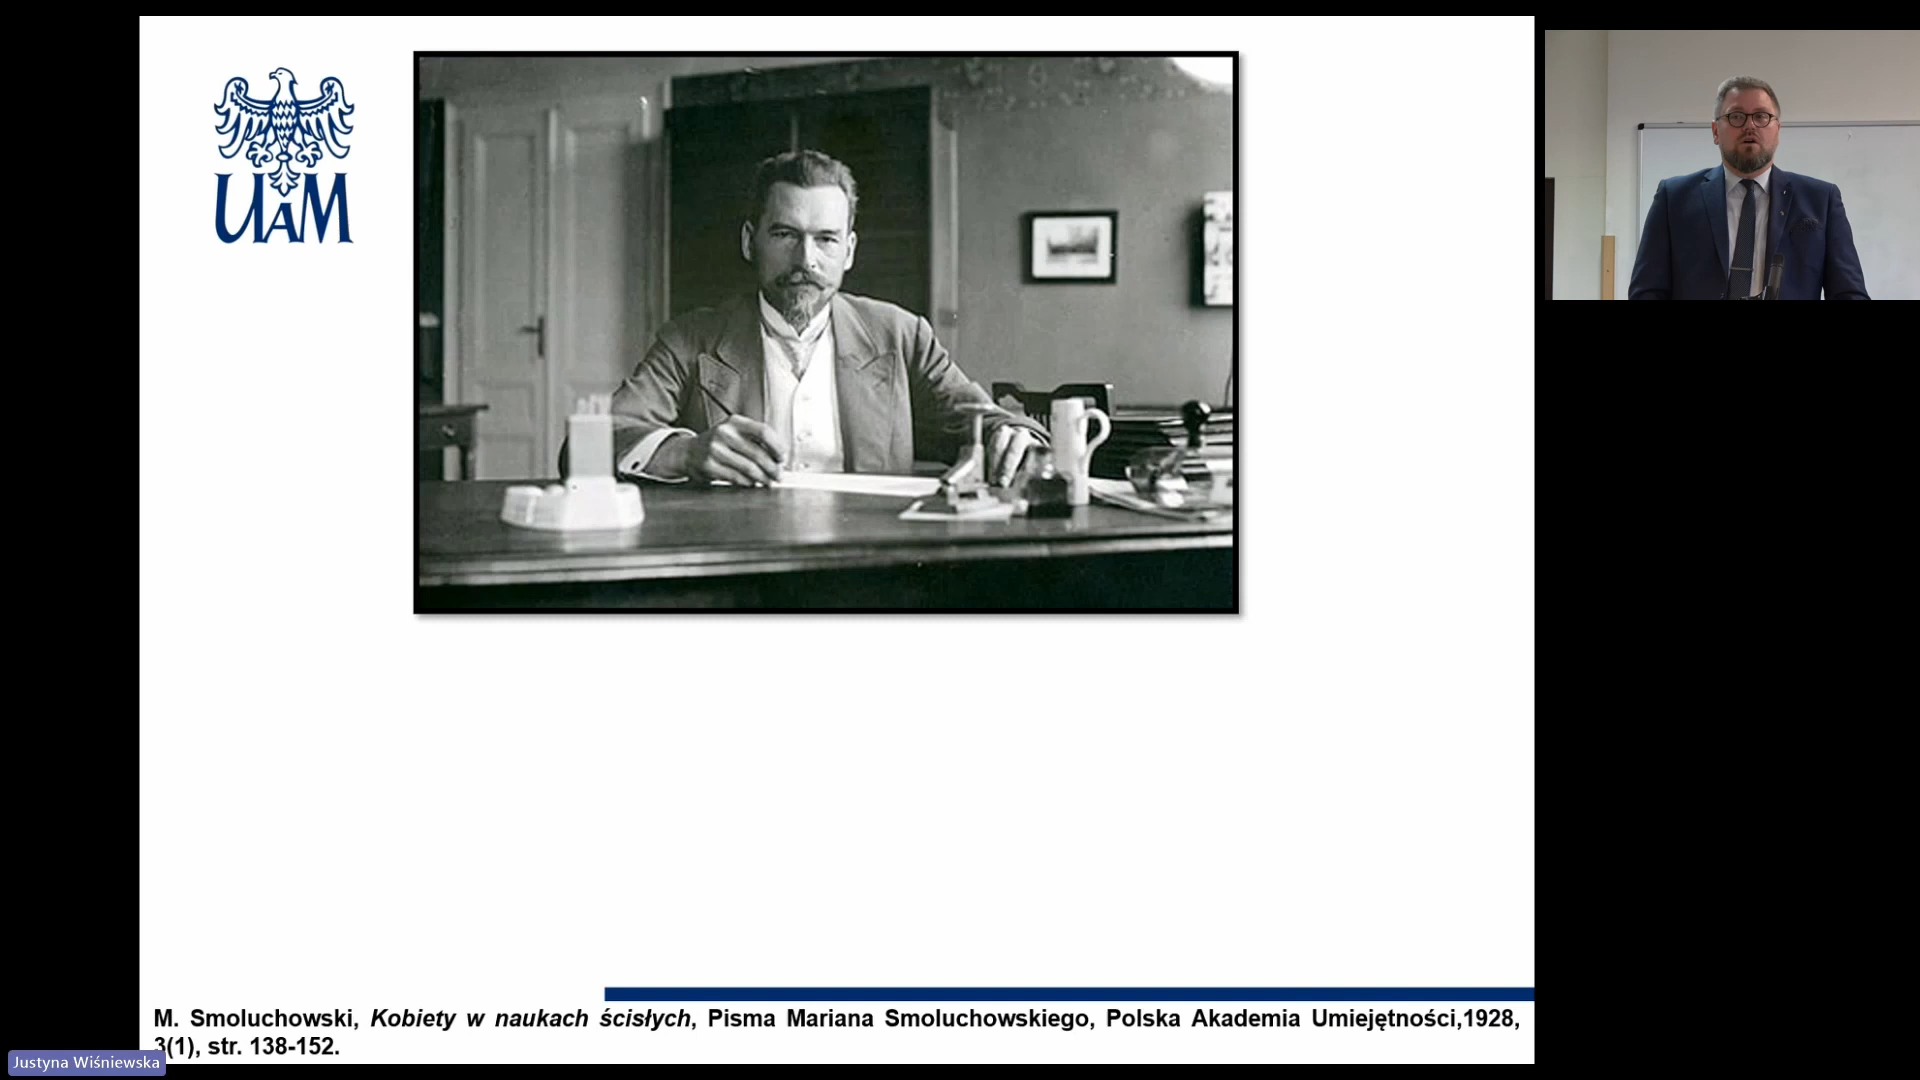 UAM
M. Smoluchowski, Kobiety w naukach ścisłych, Pisma Mariana Smoluchowskiego, Polska Akademia Umiejętności,1928,
3(1), str. 138-152.
Justyna Wiśniewska